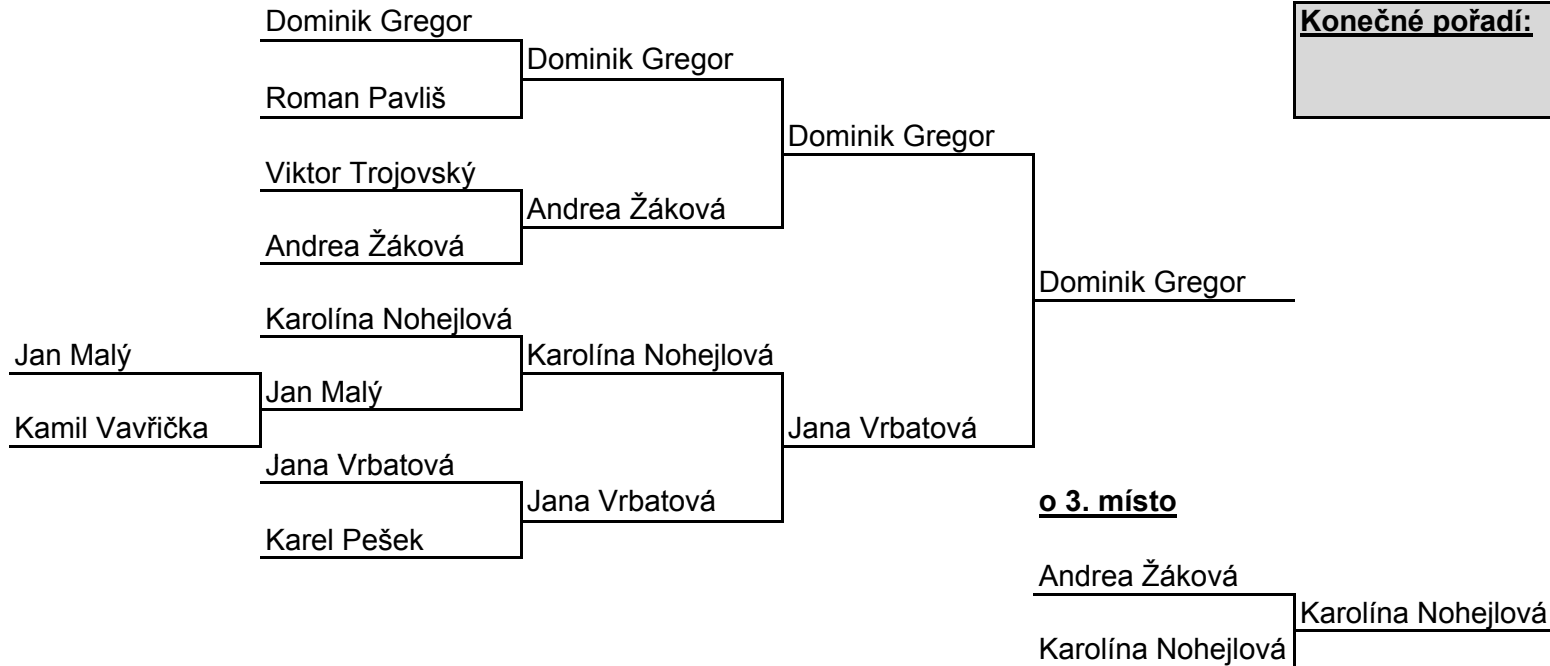 Dominik Gregor
Konečné pořadí:
Dominik Gregor
Roman Pavliš
Dominik Gregor
Viktor Trojovský
Andrea Žáková
Andrea Žáková
Dominik Gregor
Karolína Nohejlová
Jan Malý
Karolína Nohejlová
Jan Malý
Kamil Vavřička
Jana Vrbatová
Jana Vrbatová
Jana Vrbatová
o 3. místo
Karel Pešek
Andrea Žáková
Karolína Nohejlová
Karolína Nohejlová